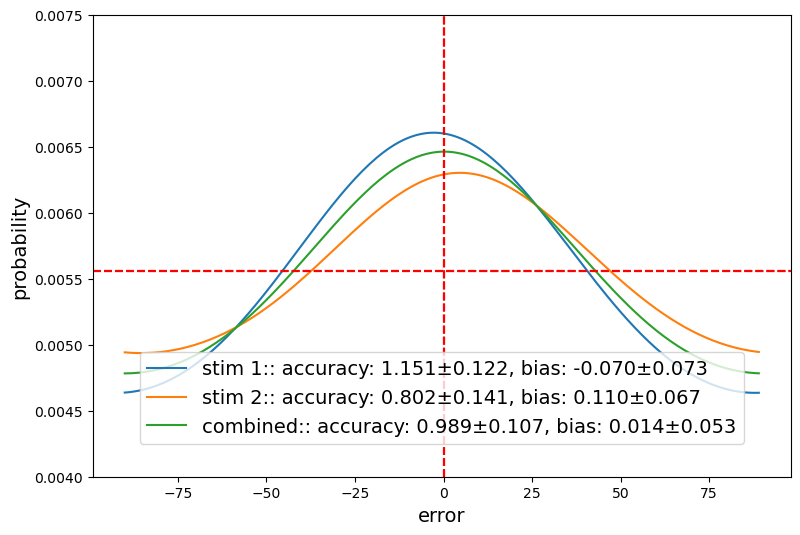 0.0075
0.0070
0.0065
0.0060
0.0055
0.0050
0.0045
0.0040
probability
stim 1:: accuracy: 1.151±0.122, bias: -0.070±0.073
stim 2:: accuracy: 0.802±0.141, bias: 0.110±0.067
combined:: accuracy: 0.989±0.107, bias: 0.014±0.053
−75 −50 −25 0 25 50 75
error